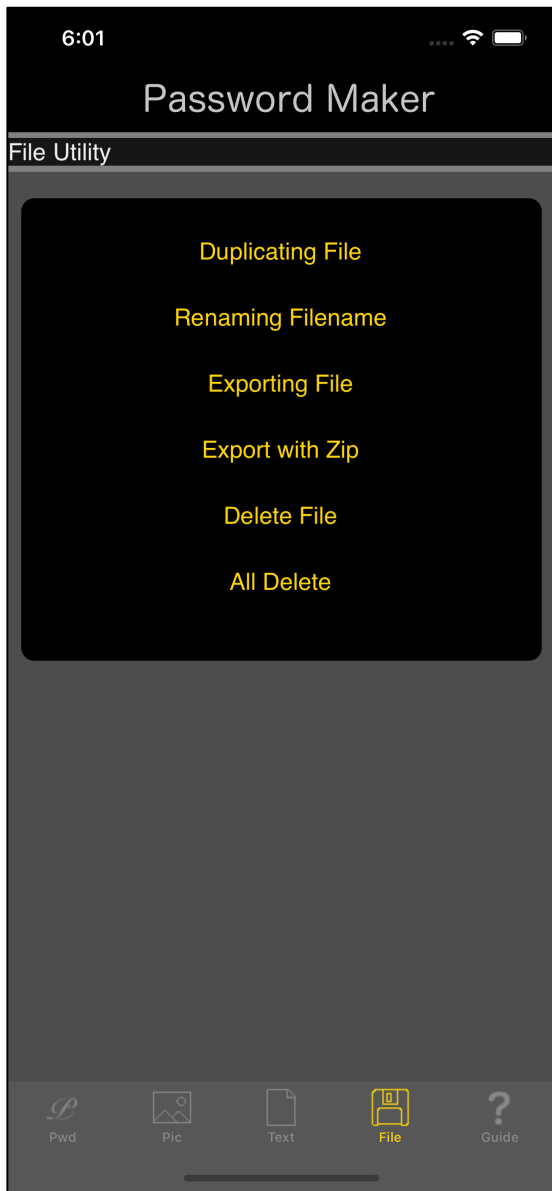 6:01
Password Maker
File Utility
Duplicating File
Renaming Filename
Exporting File
Export with Zip
Delete File
All Delete
Pwd
Pic
Text
File
Guide